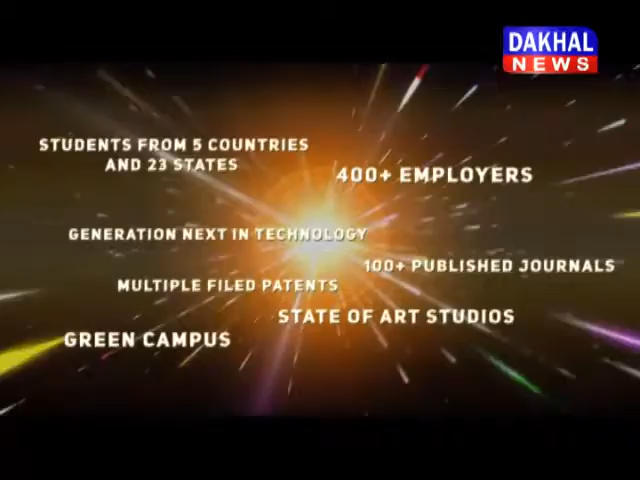 DAKHAL
NEWS
STUDENTS FROM 5 COUNTRIES
AND 23 STATES
400+ EMPLOYERS
GENERATION NEXT IN TECHNOLOGY
100+ PUBLISHED JOURNALS
MULTIPLE FILED PATENTS
STATE OF ART STUDIOS
GREEN CAMPUS